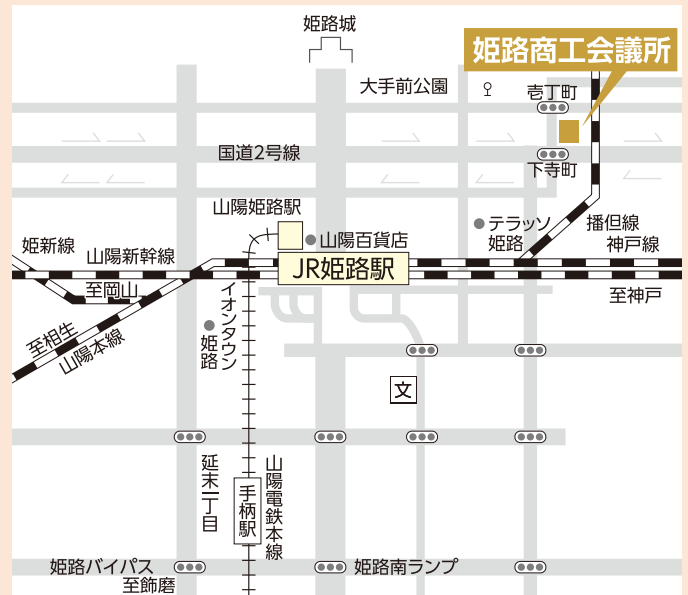 姫路城
姫路商工会議所
大手前公園
壱丁町
国道2号線
下寺町
山陽姫路駅
山陽百貨店
テラッソ
姫路
播但線
神戸線
姫新線
山陽新幹線
JR姫路駅
至岡山
至神戸
至相生
山陽本線
イオンタウン
姫路
文
延末一丁目
手柄駅
山陽電鉄本線
姫路バイパス
姫路南ランプ
至飾磨